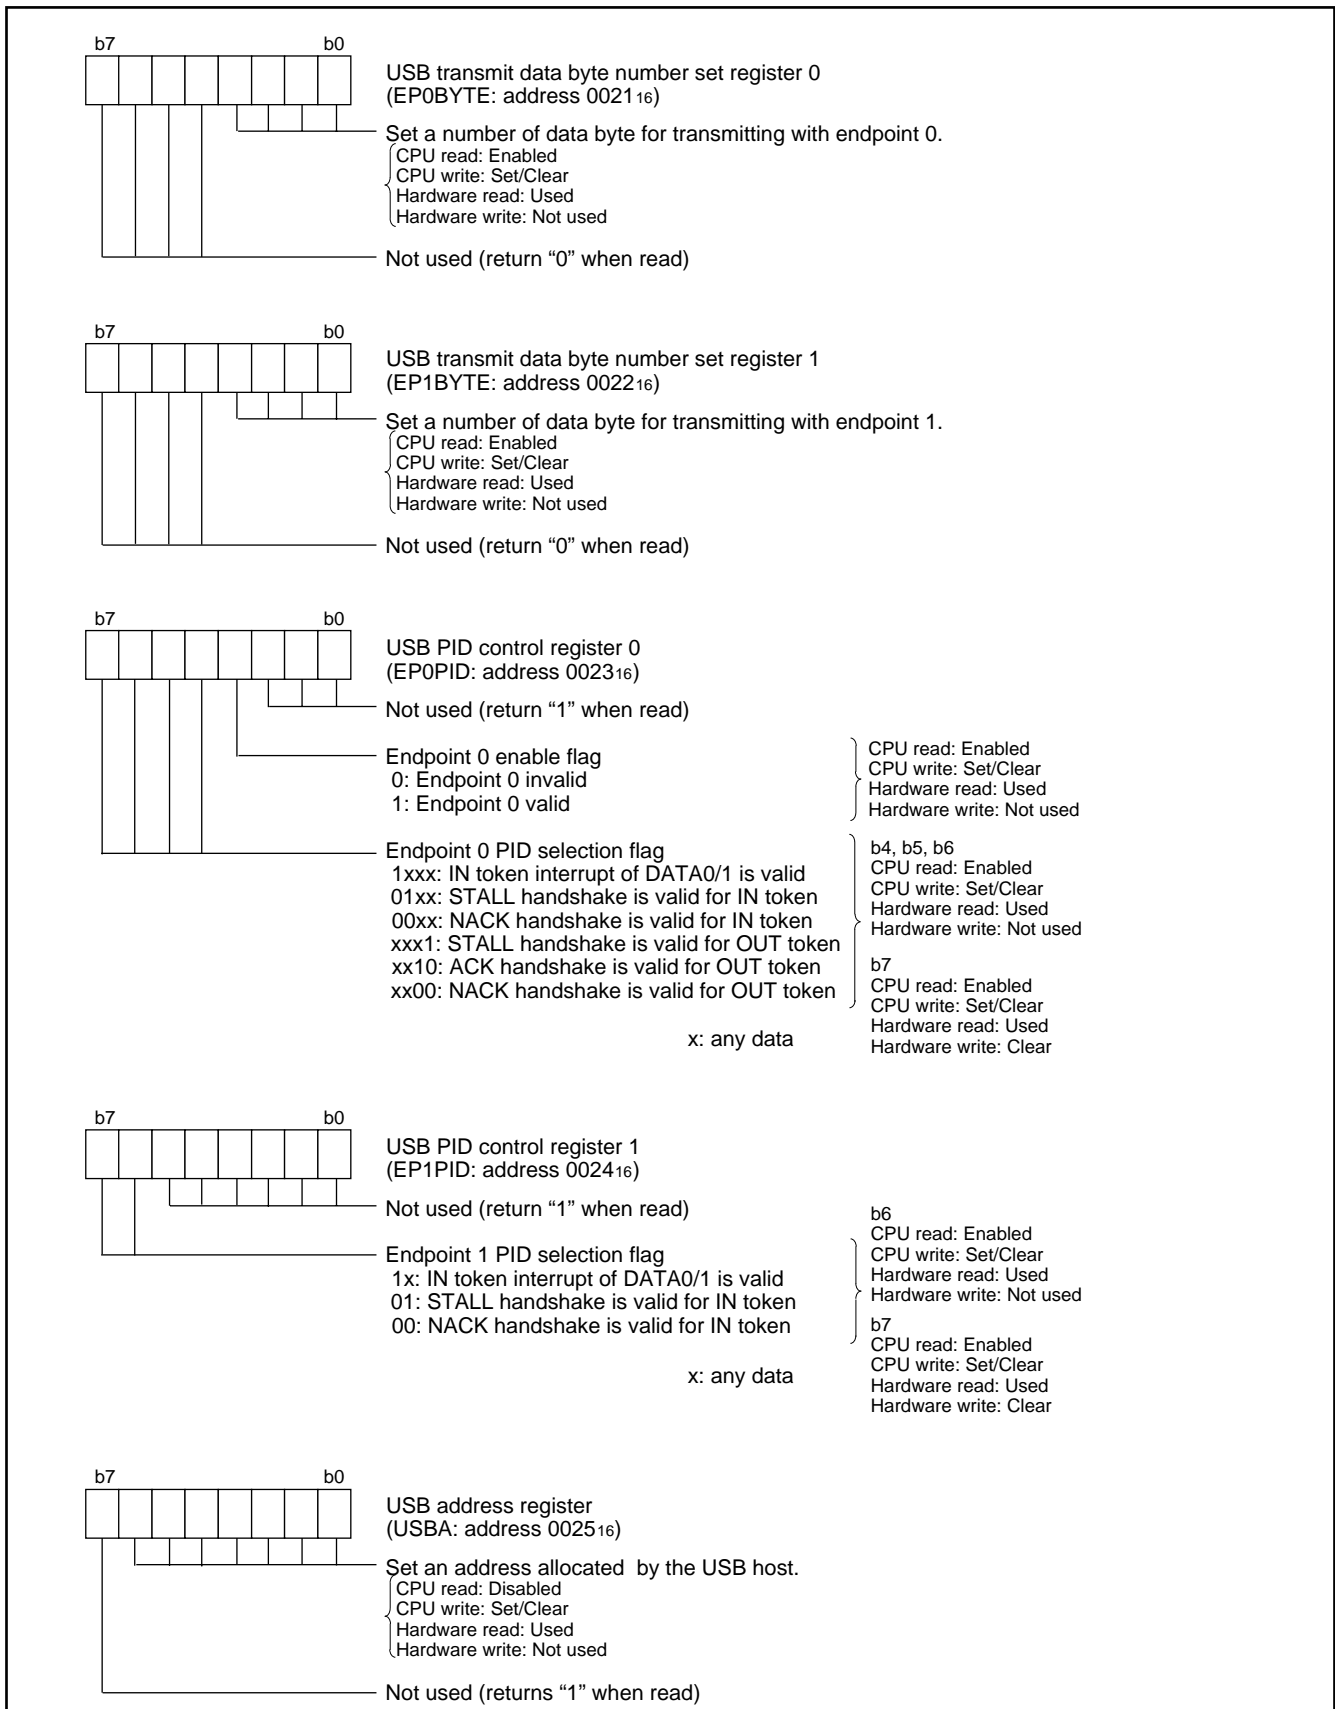 b7 b0
USB transmit data byte number set register 0
(EP0BYTE: address 002116)
Set a number of data byte for transmitting with endpoint 0.
CPU read: Enabled
CPU write: Set/Clear
Hardware read: Used
Hardware write: Not used
Not used (return “0” when read)
b7 b0
USB transmit data byte number set register 1
(EP1BYTE: address 002216)
Set a number of data byte for transmitting with endpoint 1.
CPU read: Enabled
CPU write: Set/Clear
Hardware read: Used
Hardware write: Not used
Not used (return “0” when read)
b7 b0
USB PID control register 0
(EP0PID: address 002316)
Not used (return “1” when read)
Endpoint 0 enable flag
0: Endpoint 0 invalid
1: Endpoint 0 valid
CPU read: Enabled
CPU write: Set/Clear
Hardware read: Used
Hardware write: Not used
Endpoint 0 PID selection flag
1xxx: IN token interrupt of DATA0/1 is valid
01xx: STALL handshake is valid for IN token
00xx: NACK handshake is valid for IN token
xxx1: STALL handshake is valid for OUT token
xx10: ACK handshake is valid for OUT token
xx00: NACK handshake is valid for OUT token
x: any data
b4, b5, b6
CPU read: Enabled
CPU write: Set/Clear
Hardware read: Used
Hardware write: Not used
b7
CPU read: Enabled
CPU write: Set/Clear
Hardware read: Used
Hardware write: Clear
b7 b0
USB PID control register 1
(EP1PID: address 002416)
Not used (return “1” when read)
Endpoint 1 PID selection flag
1x: IN token interrupt of DATA0/1 is valid
01: STALL handshake is valid for IN token
00: NACK handshake is valid for IN token
x: any data
b6
CPU read: Enabled
CPU write: Set/Clear
Hardware read: Used
Hardware write: Not used
b7
CPU read: Enabled
CPU write: Set/Clear
Hardware read: Used
Hardware write: Clear
b7 b0
USB address register
(USBA: address 002516)
Set an address allocated by the USB host.
CPU read: Disabled
CPU write: Set/Clear
Hardware read: Used
Hardware write: Not used
Not used (returns “1” when read)